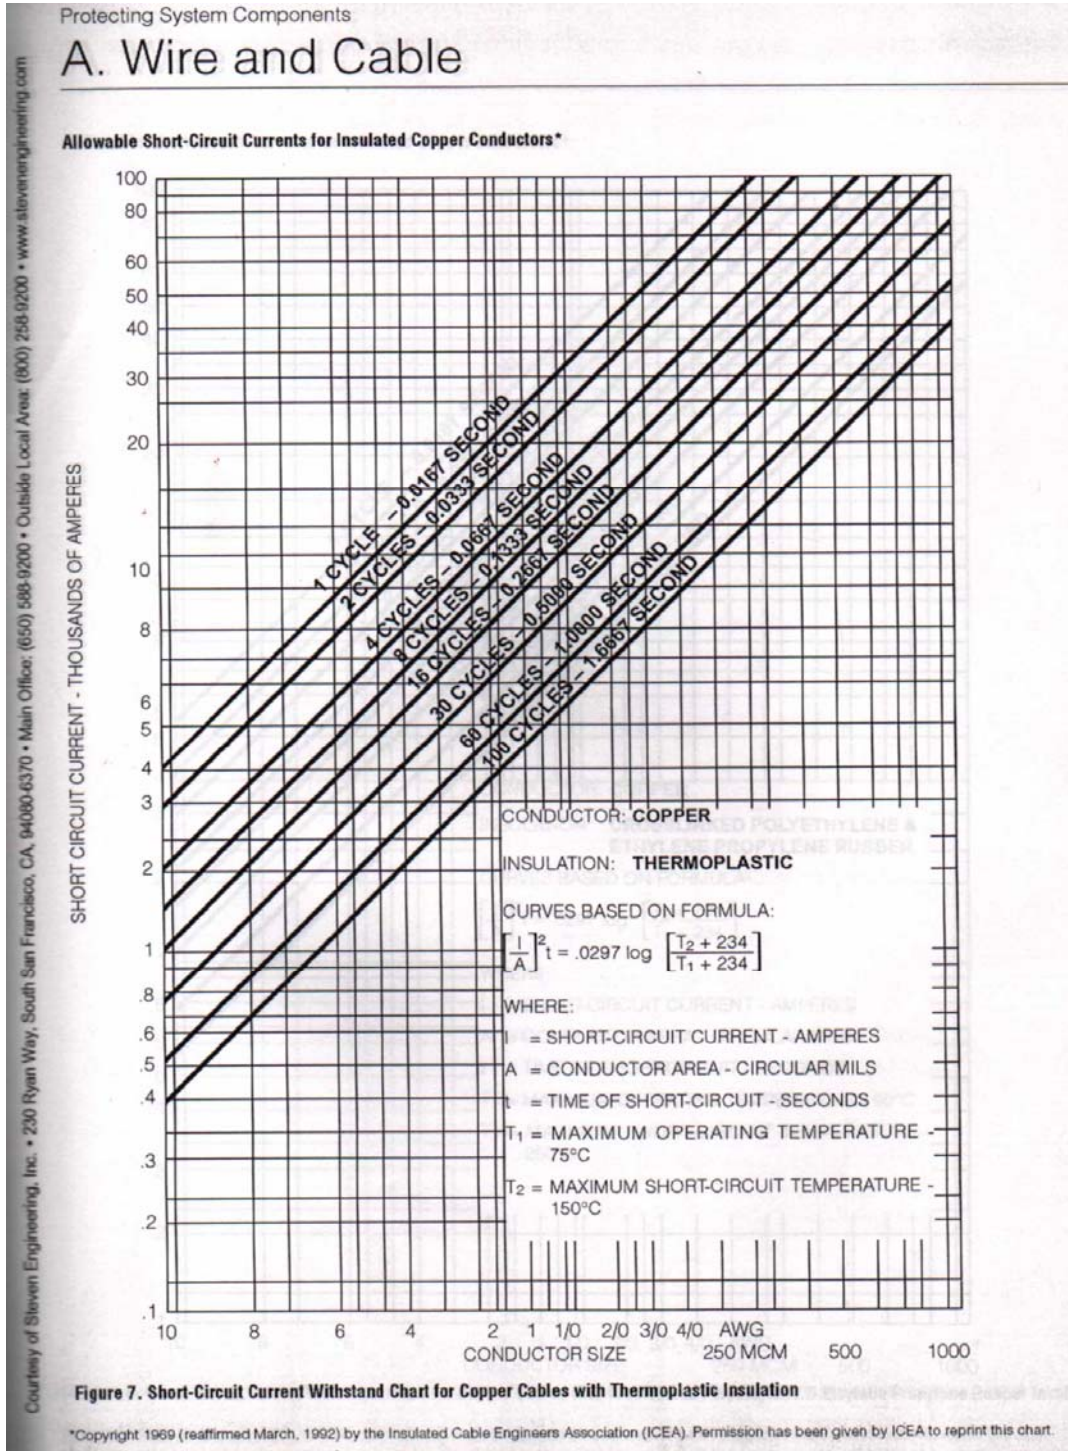 Protecting System Components
A. Wire and Cable
Allowable Short-Circuit Currents for Insulated Copper Conductors*
Courtesy of Steven Engineering, Inc. • 230 Ryan Way, South San Francisco, CA, 94080-6370 • Main Office: (650) 588-9200 • Outside Local Area: (800) 258-9200 • www.stevenengineering.com
SHORT CIRCUIT CURRENT - THOUSANDS OF AMPERES
100
80
60
50
40
30
20
10
8
6
5
4
3
2
1
.8
.6
.5
.4
.3
.2
.1
1 CYCLE – 0.0167 SECOND
2 CYCLES – 0.0333 SECOND
4 CYCLES – 0.0667 SECOND
8 CYCLES – 0.1333 SECOND
16 CYCLES – 0.2667 SECOND
30 CYCLES – 0.5000 SECOND
60 CYCLES – 1.0000 SECOND
100 CYCLES – 1.6667 SECOND
CONDUCTOR: COPPER
INSULATION: THERMOPLASTIC
CURVES BASED ON FORMULA:
[I/A]² t = .0297 log [T₂ + 234 / T₁ + 234]
WHERE:
I = SHORT-CIRCUIT CURRENT - AMPERES
A = CONDUCTOR AREA - CIRCULAR MILS
t = TIME OF SHORT-CIRCUIT - SECONDS
T₁ = MAXIMUM OPERATING TEMPERATURE -
75°C
T₂ = MAXIMUM SHORT-CIRCUIT TEMPERATURE -
150°C
10 8 6 4 2 1 1/0 2/0 3/0 4/0 AWG
CONDUCTOR SIZE 250 MCM 500 1000
Figure 7. Short-Circuit Current Withstand Chart for Copper Cables with Thermoplastic Insulation
*Copyright 1969 (reaffirmed March, 1992) by the Insulated Cable Engineers Association (ICEA). Permission has been given by ICEA to reprint this chart.